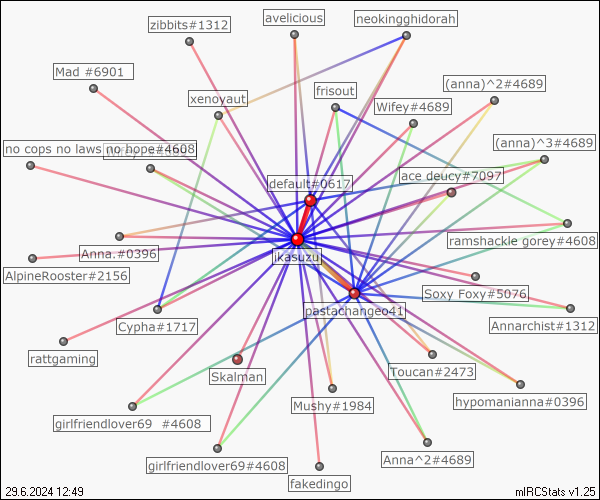 avelicious
neokingghidorah
zibbits#1312
Mad #6901
(anna)^2#4689
xenoyaut
frisout
Wifey#4689
(anna)^3#4689
no cops no laws no hope#4608
default#0617
ace deucy#7097
Anna.#0396
ramshackle gorey#4608
ikasuzu
AlpineRooster#2156
Soxy Foxy#5076
pastachangeo41
Cypha#1717
Annarchist#1312
rattgaming
Toucan#2473
Skalman
hypomanianna#0396
Mushy#1984
girlfriendlover69 #4608
Anna^2#4689
girlfriendlover69#4608
fakedingo
29.6.2024 12:49
mIRCStats v1.25